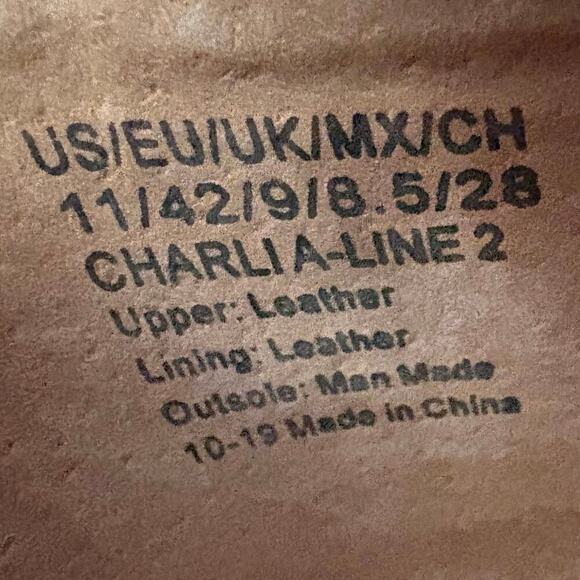 US/EU/UK/MX/CH
11/42/9/8.5/28
CHARLI A-LINE 2
Upper: Leather
Lining: Leather
Outsole: Man Made
10-19 Made in China